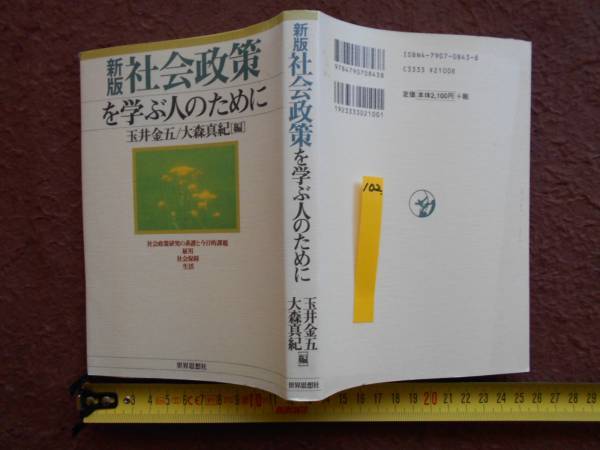 新版 社会政策
を学ぶ人のために
玉井金五/大森真紀[編]
社会政策研究の系譜と今日的課題
雇用
社会保障
生活
世界思想社
新版 社会政策を学ぶ人のために
玉井金五
大森真紀[編]
世界思想社
9784790708438
1923333021001
ISBN4-7907-0843-8
C3333 ¥2100E
定価 本体2,100円 +税
102.